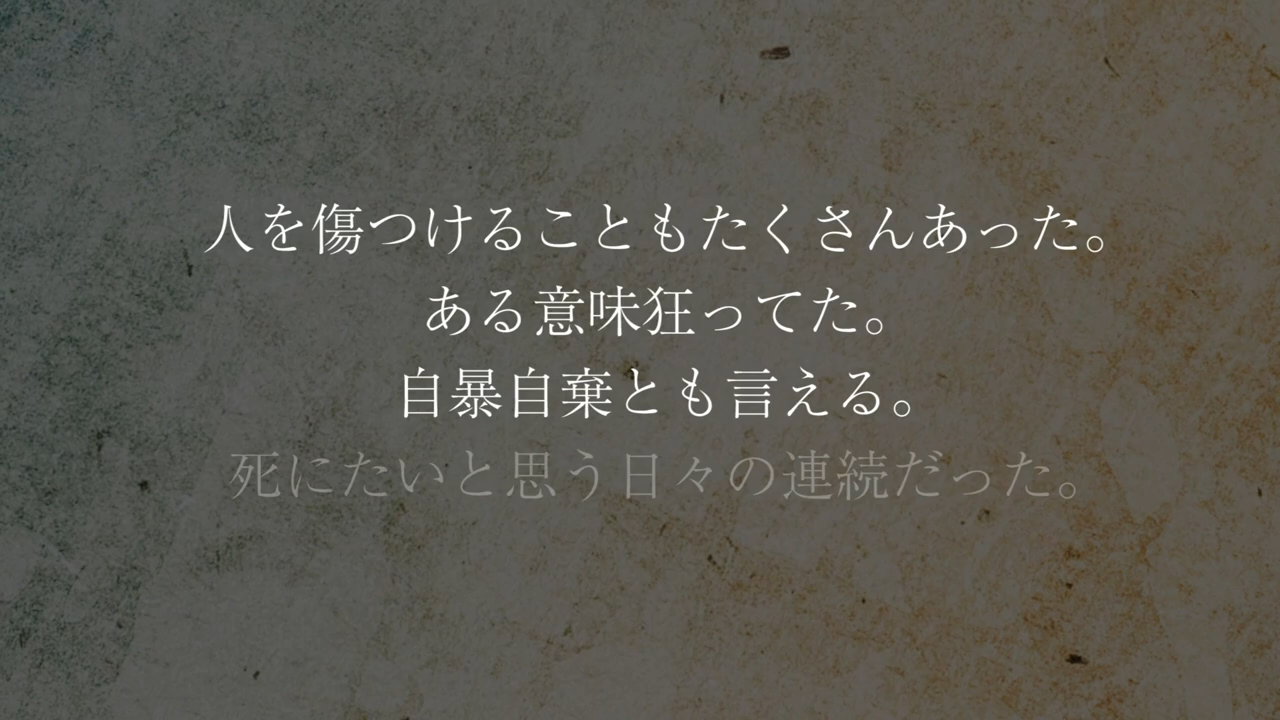 人を傷つけることもたくさんあった。
ある意味狂ってた。
自暴自棄とも言える。
死にたいと思う日々の連続だった。